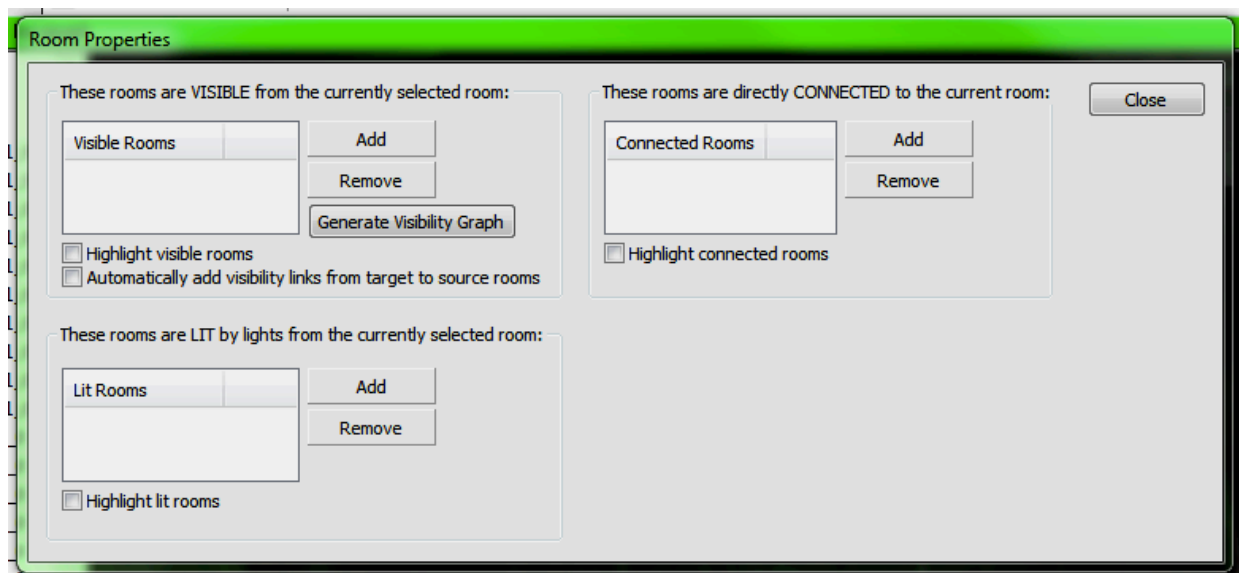 Room Properties
These rooms are VISIBLE from the currently selected room:
Visible Rooms
Add
Remove
Generate Visibility Graph
Highlight visible rooms
Automatically add visibility links from target to source rooms
These rooms are directly CONNECTED to the current room:
Connected Rooms
Add
Remove
Highlight connected rooms
Close
These rooms are LIT by lights from the currently selected room:
Lit Rooms
Add
Remove
Highlight lit rooms